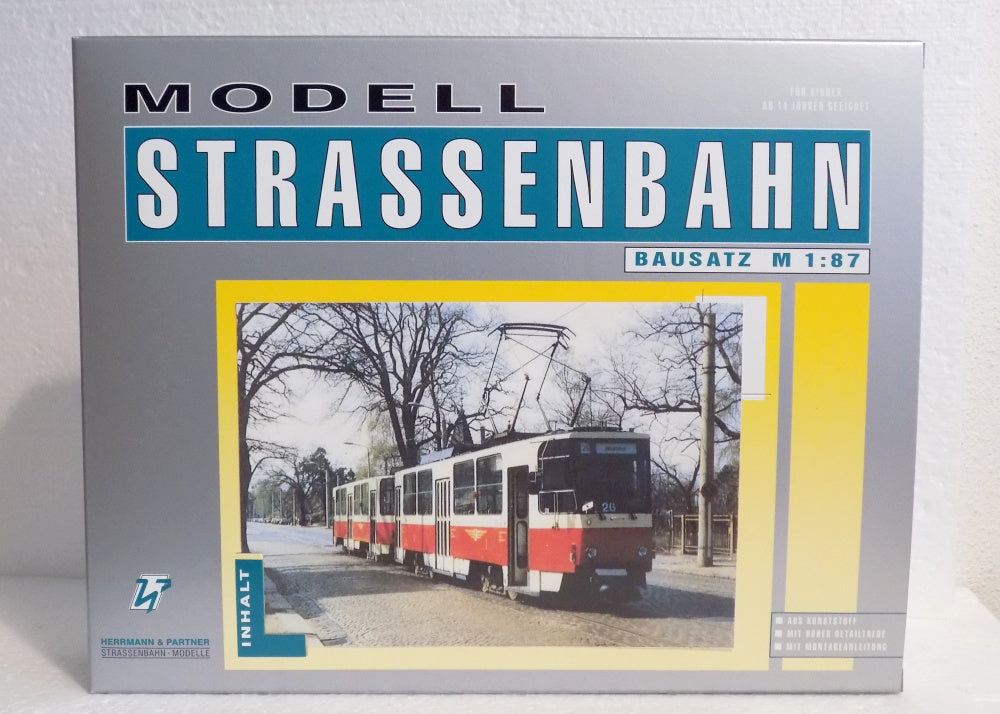 MODELL
FÜR KINDER
AB 14 JAHREN GEEIGNET
STRASSENBAHN
BAUSATZ M 1:87
26
INHALT
HERRMANN & PARTNER
STRASSENBAHN · MODELLE
AUS KUNSTSTOFF
MIT HOHER DETAILTREUE
MIT MONTAGEANLEITUNG